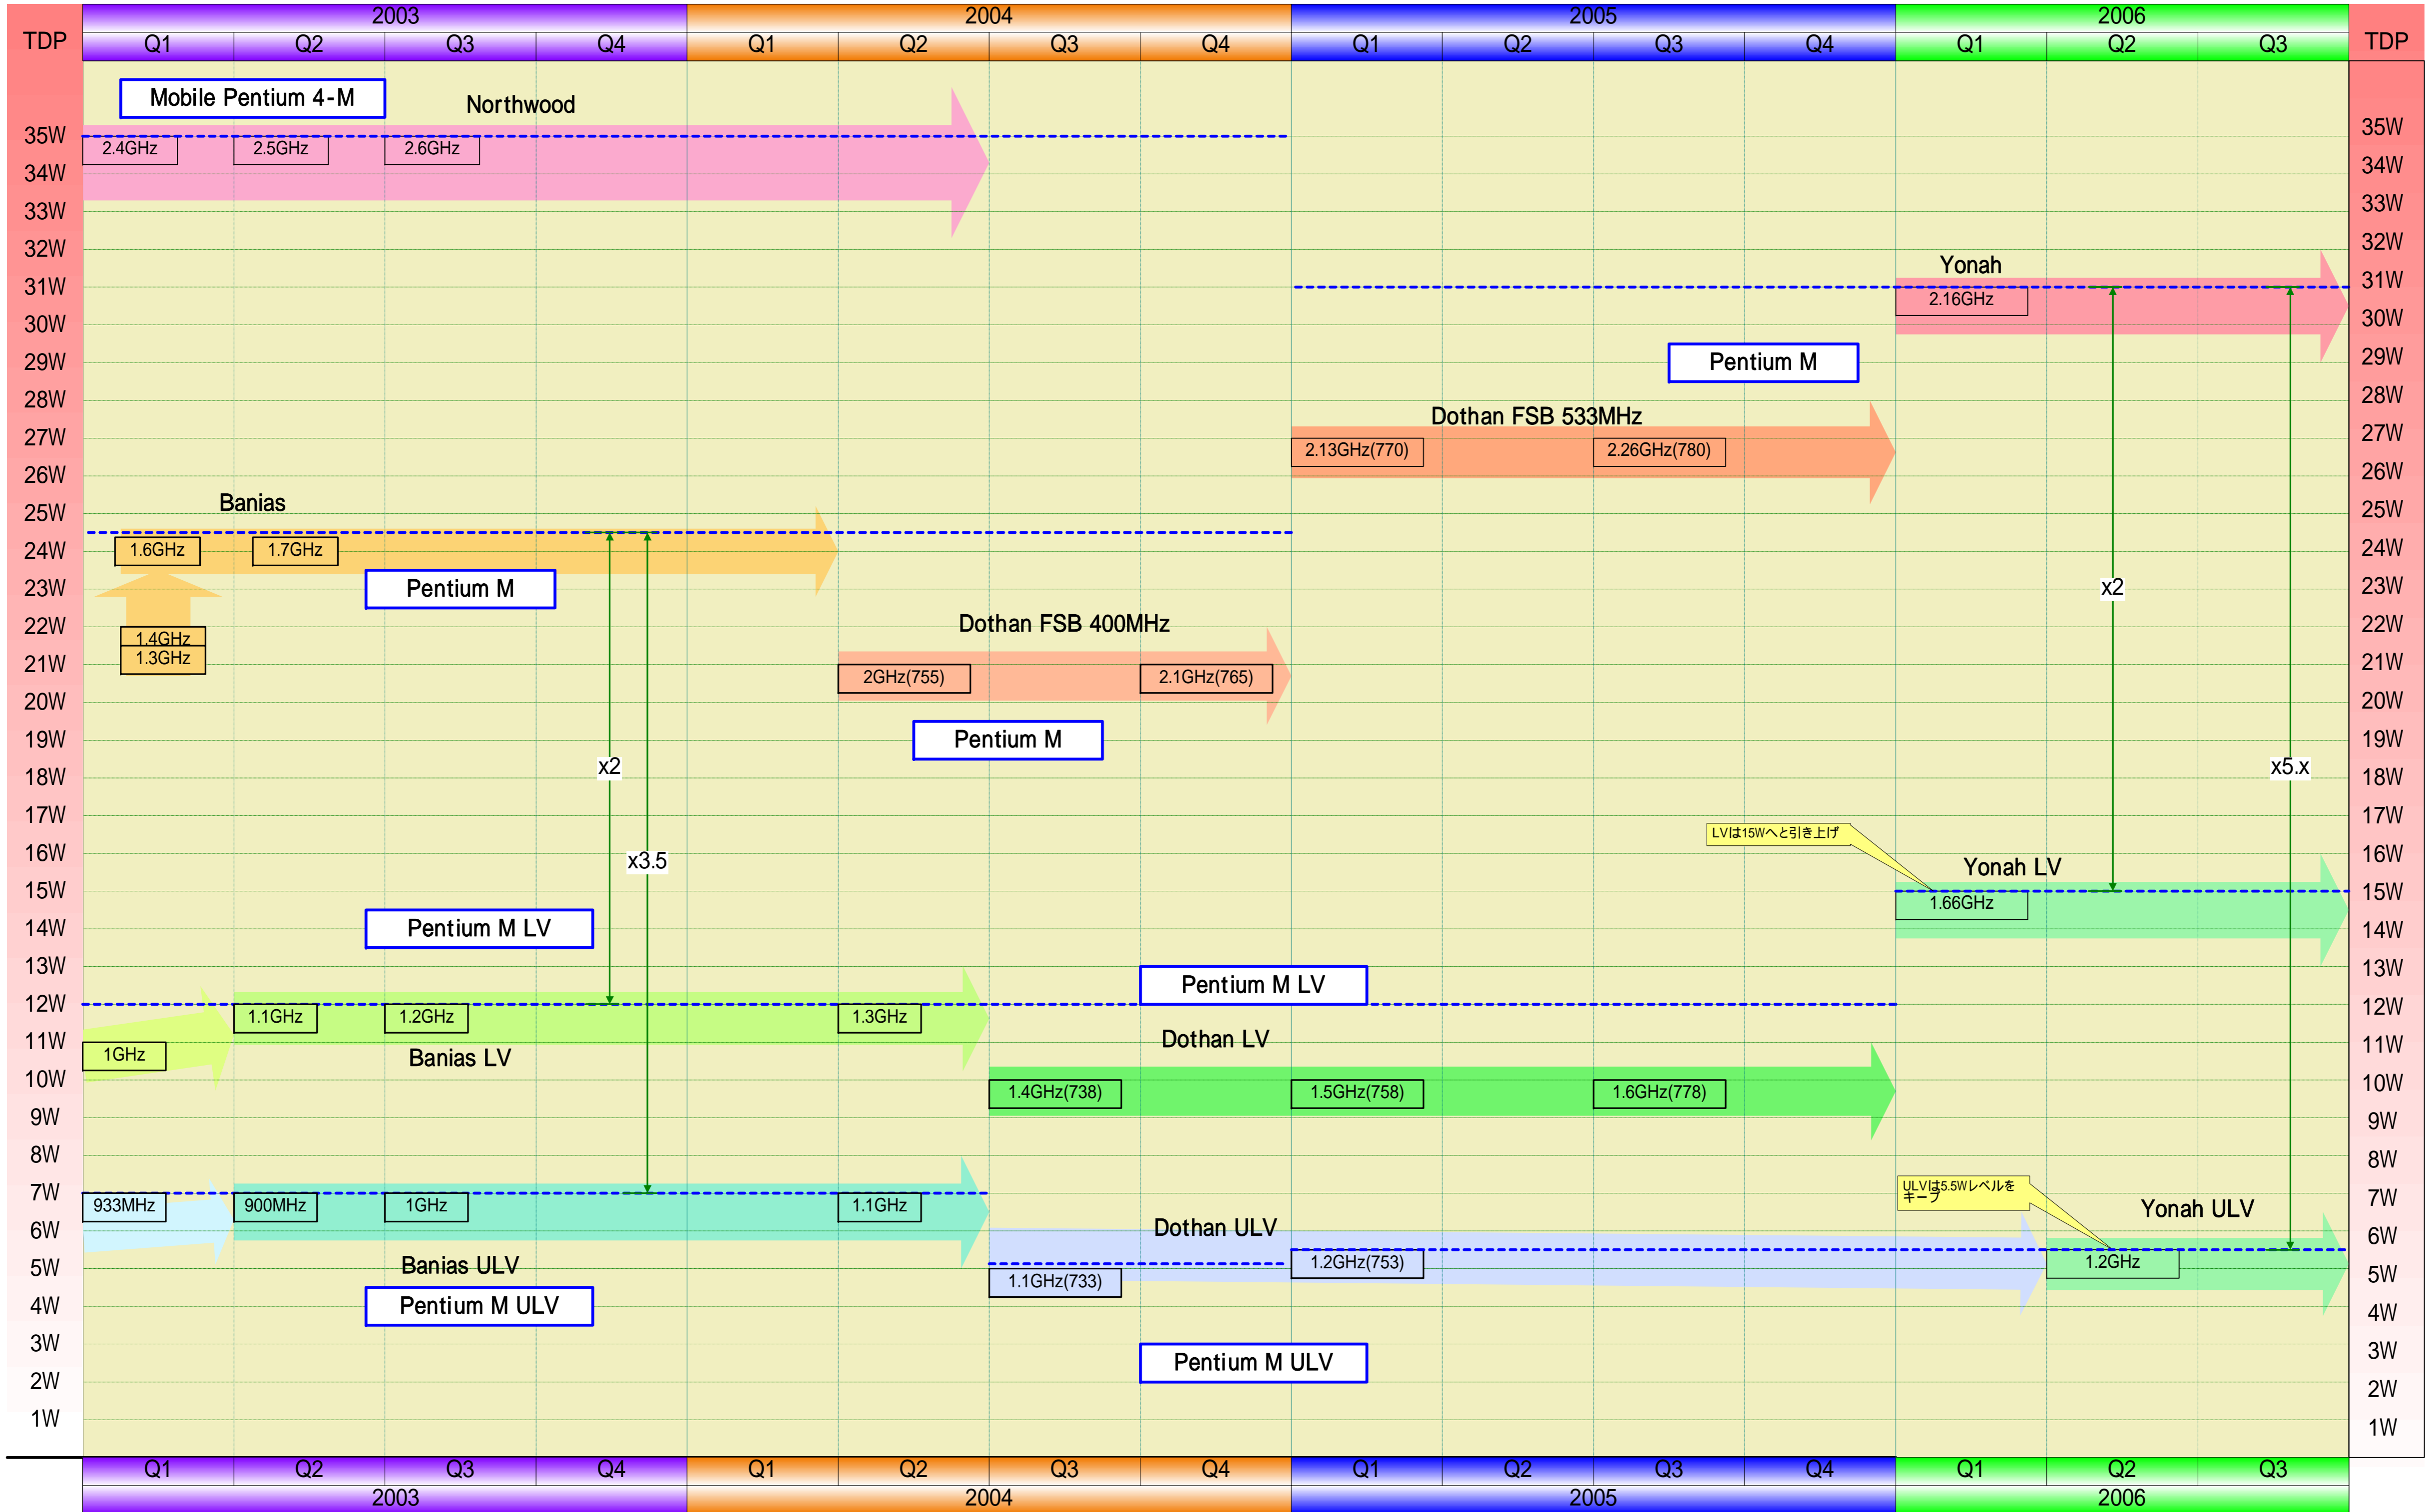 2003 2004 2005 2006
TDP Q1 Q2 Q3 Q4 Q1 Q2 Q3 Q4 Q1 Q2 Q3 Q4 Q1 Q2 Q3 TDP
Mobile Pentium 4-M
Northwood
35W 35W
2.4GHz 2.5GHz 2.6GHz
34W 34W
33W 33W
32W 32W
Yonah
31W 31W
2.16GHz
30W 30W
29W Pentium M 29W
28W 28W
Dothan FSB 533MHz
27W 27W
2.13GHz(770) 2.26GHz(780)
26W 26W
Banias
25W 25W
24W 1.6GHz 1.7GHz 24W
23W Pentium M x2 23W
22W Dothan FSB 400MHz 22W
1.4GHz
1.3GHz
21W 21W
2GHz(755) 2.1GHz(765)
20W 20W
19W Pentium M 19W
18W x2 x5.x 18W
17W 17W
LVは15Wへと引き上げ
16W x3.5 16W
Yonah LV
15W 15W
1.66GHz
14W Pentium M LV 14W
13W 13W
Pentium M LV
12W 12W
1.1GHz 1.2GHz 1.3GHz
11W Dothan LV 11W
1GHz Banias LV
10W 10W
1.4GHz(738) 1.5GHz(758) 1.6GHz(778)
9W 9W
8W 8W
ULVは5.5Wレベルを
キープ
7W 7W
933MHz 900MHz 1GHz 1.1GHz Yonah ULV
6W Dothan ULV 6W
Banias ULV 1.2GHz(753) 1.2GHz
5W 5W
1.1GHz(733)
4W Pentium M ULV 4W
3W 3W
Pentium M ULV
2W 2W
1W 1W
Q1 Q2 Q3 Q4 Q1 Q2 Q3 Q4 Q1 Q2 Q3 Q4 Q1 Q2 Q3
2003 2004 2005 2006